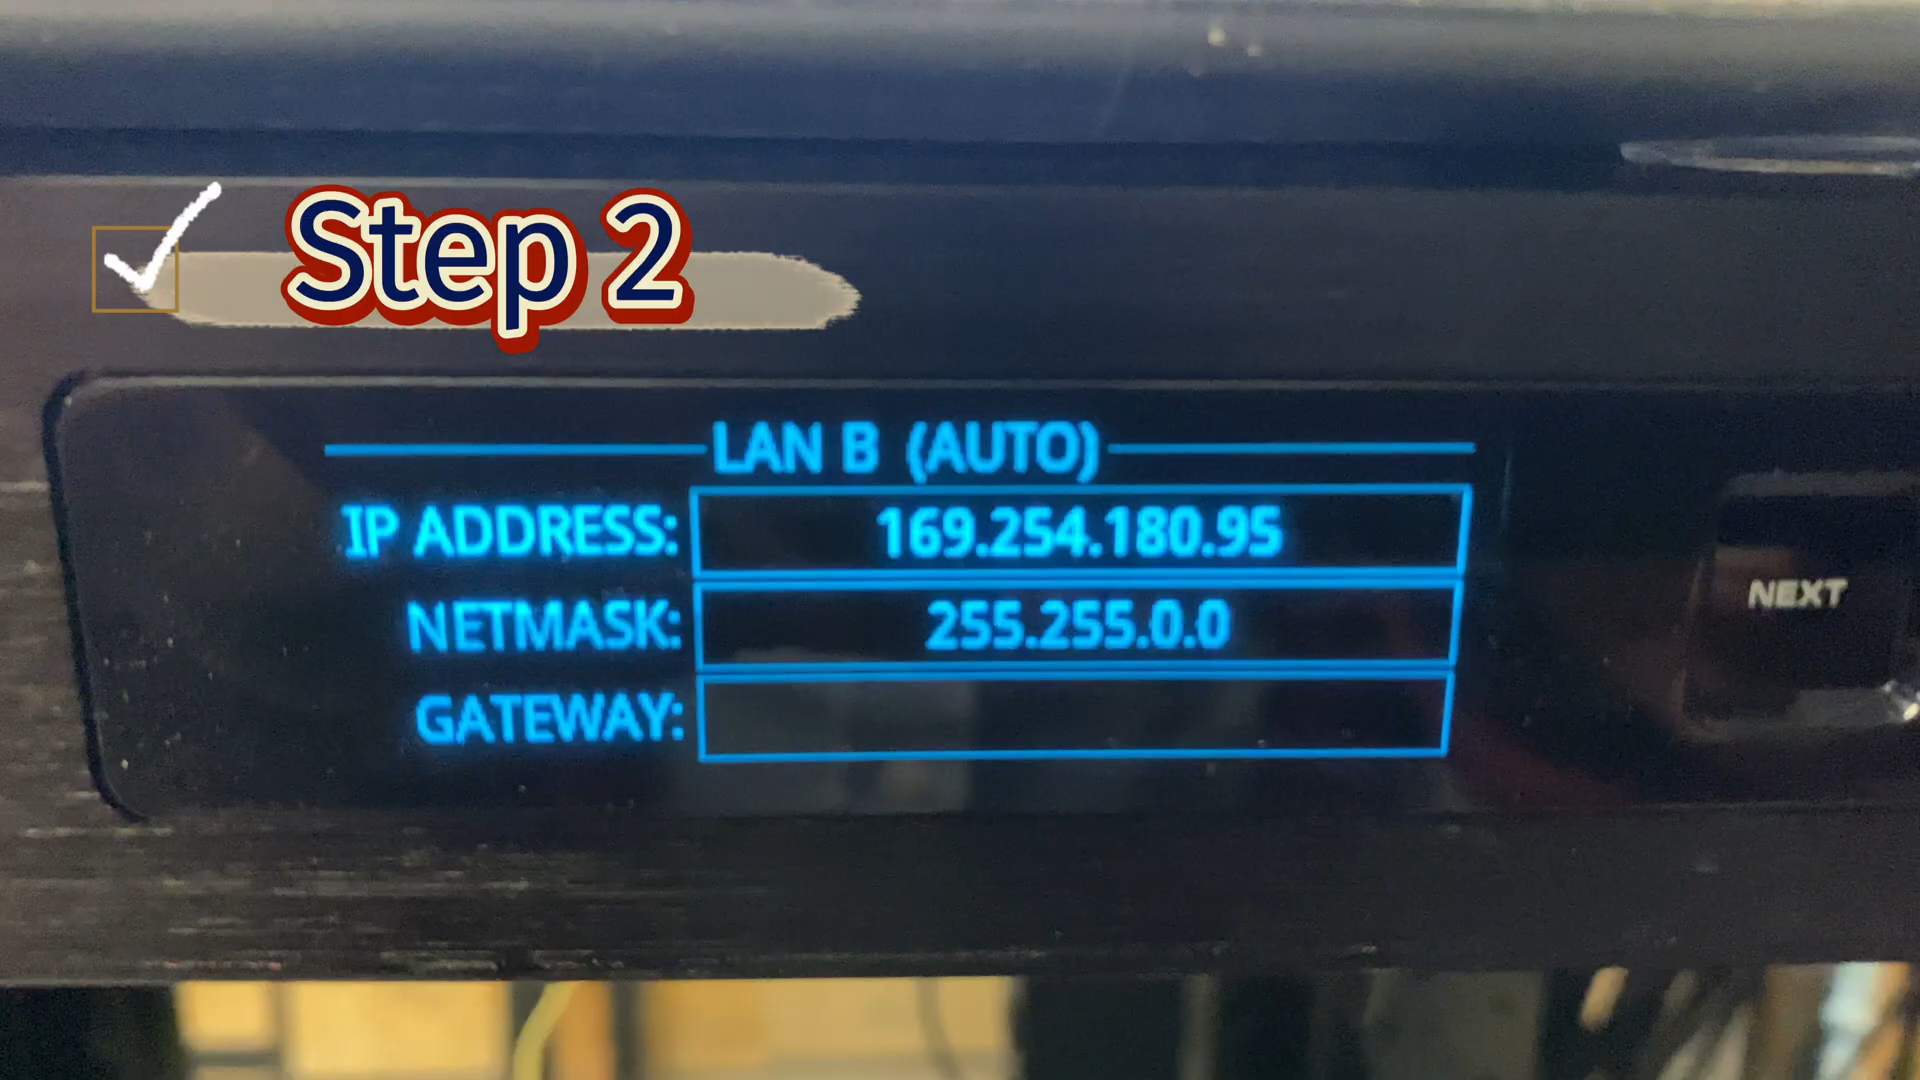 Step 2
LAN B (AUTO)
IP ADDRESS: 169.254.180.95
NETMASK: 255.255.0.0
GATEWAY:
NEXT